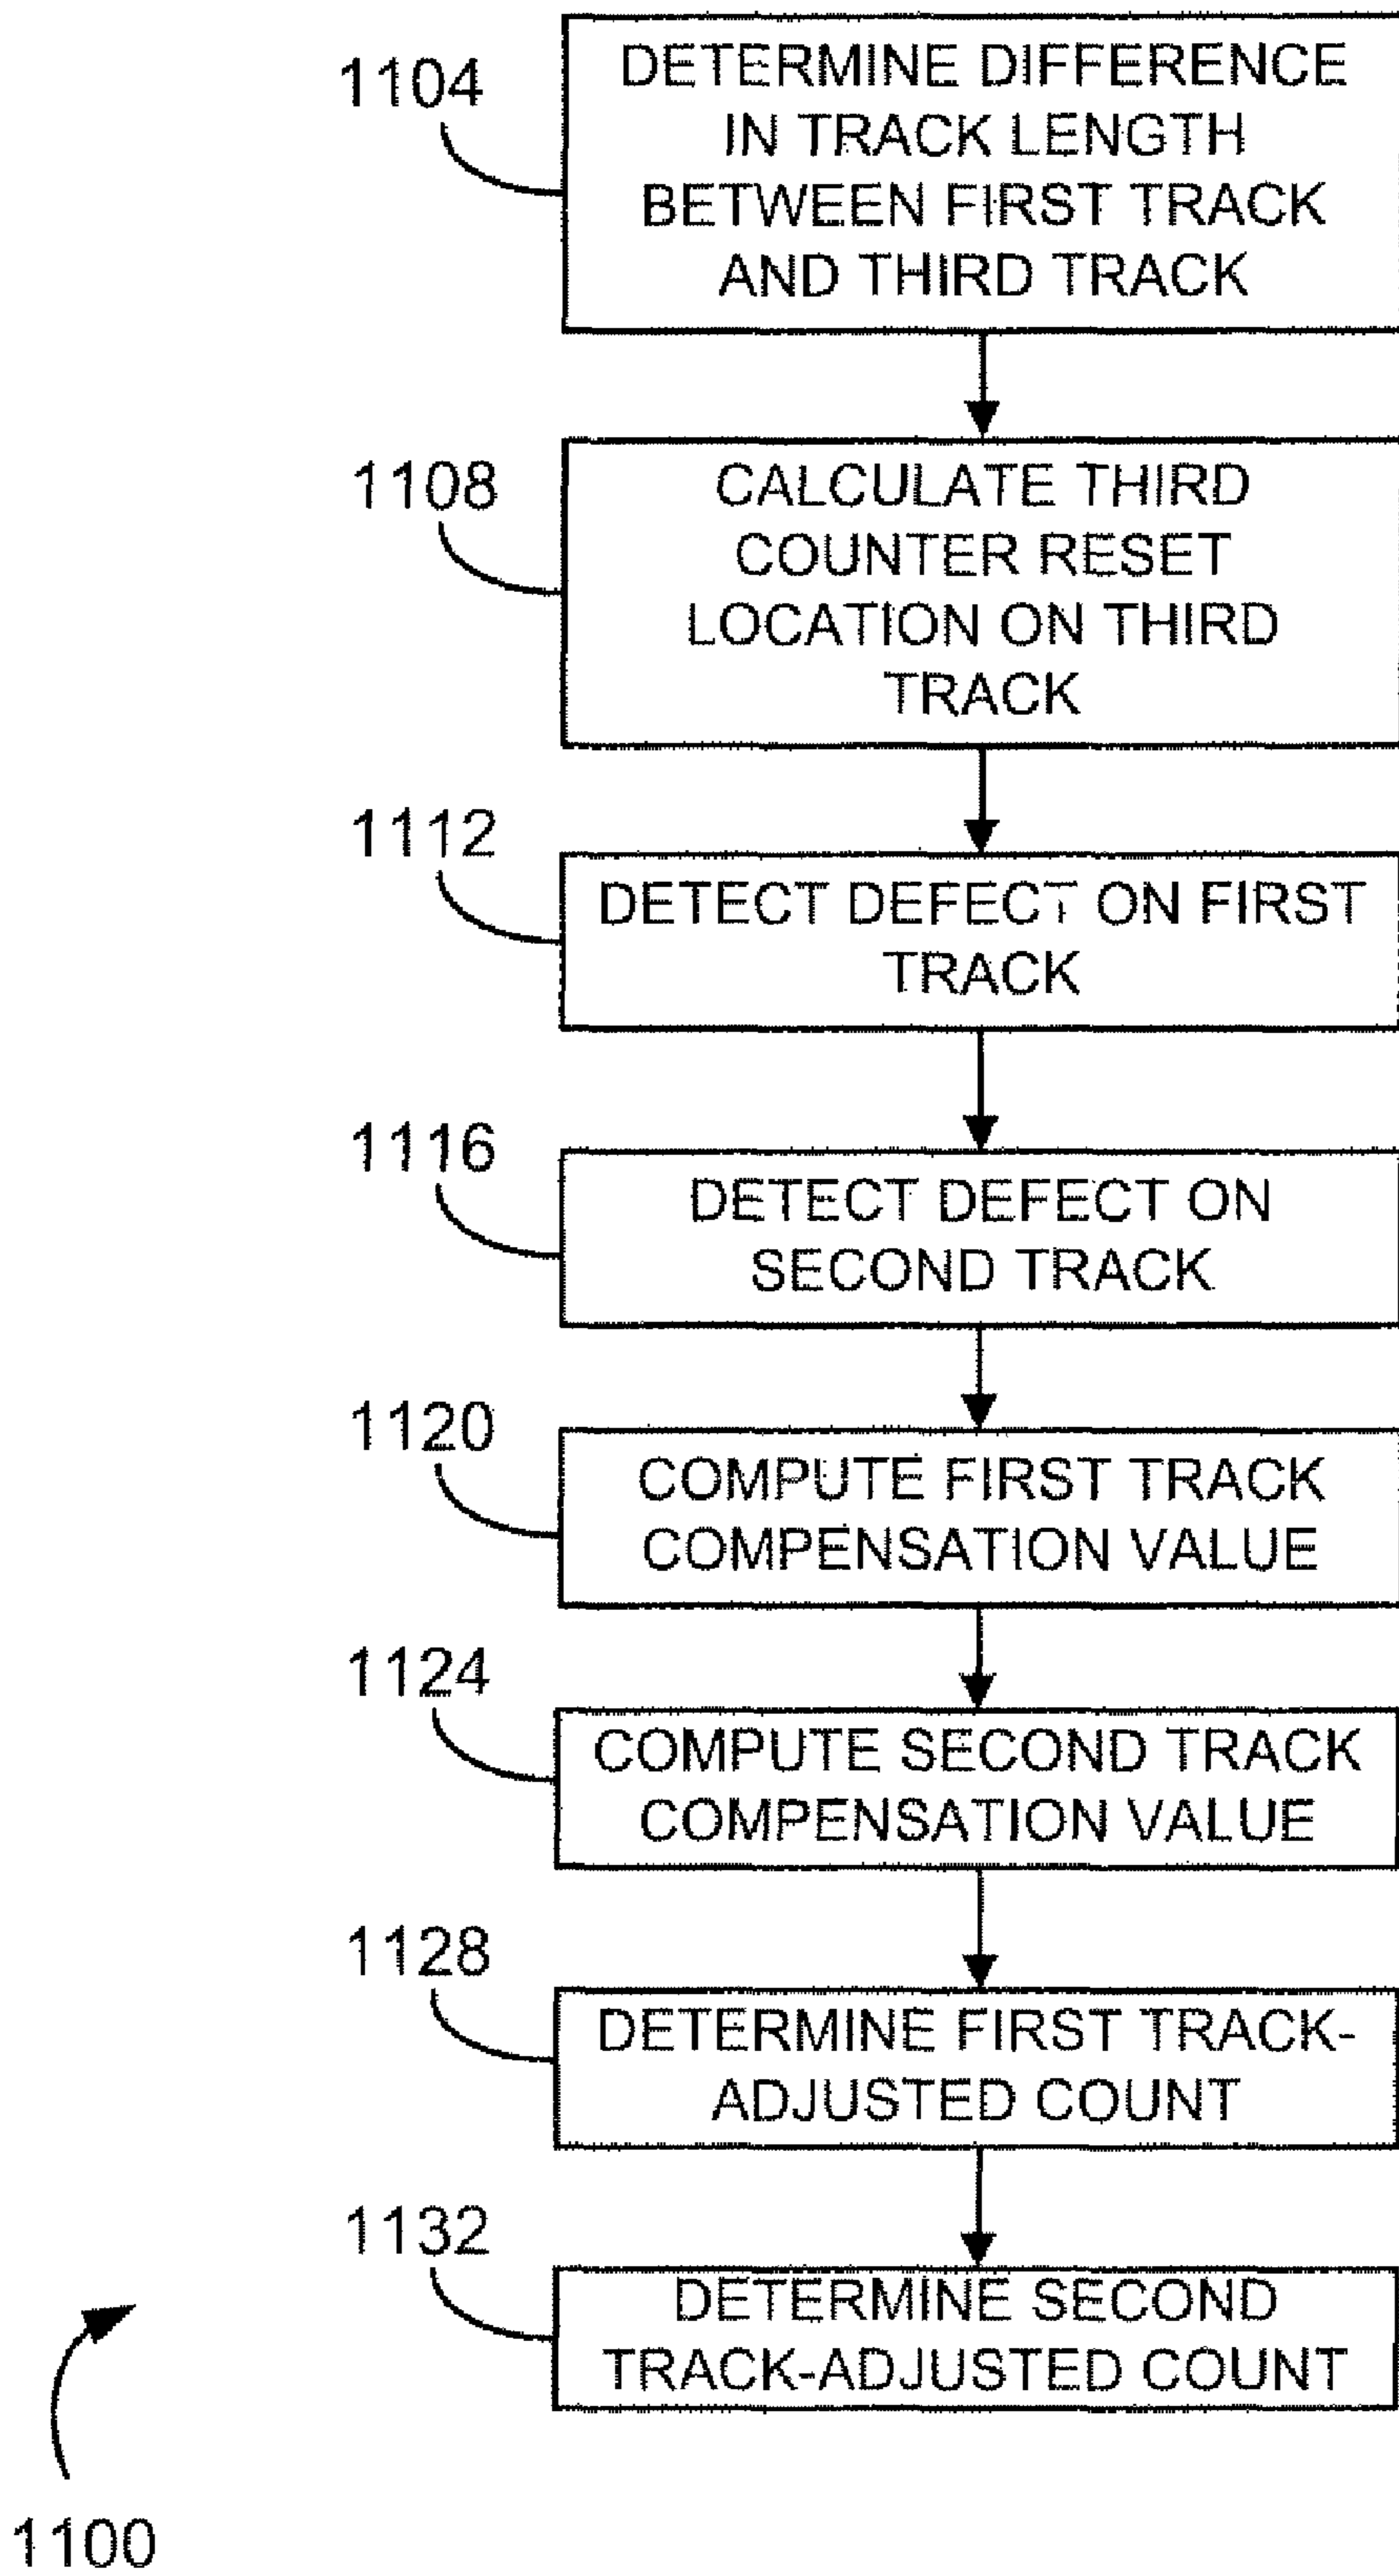 1104
DETERMINE DIFFERENCE
IN TRACK LENGTH
BETWEEN FIRST TRACK
AND THIRD TRACK
1108
CALCULATE THIRD
COUNTER RESET
LOCATION ON THIRD
TRACK
1112
DETECT DEFECT ON FIRST
TRACK
1116
DETECT DEFECT ON
SECOND TRACK
1120
COMPUTE FIRST TRACK
COMPENSATION VALUE
1124
COMPUTE SECOND TRACK
COMPENSATION VALUE
1128
DETERMINE FIRST TRACK-
ADJUSTED COUNT
1132
DETERMINE SECOND
TRACK-ADJUSTED COUNT
1100